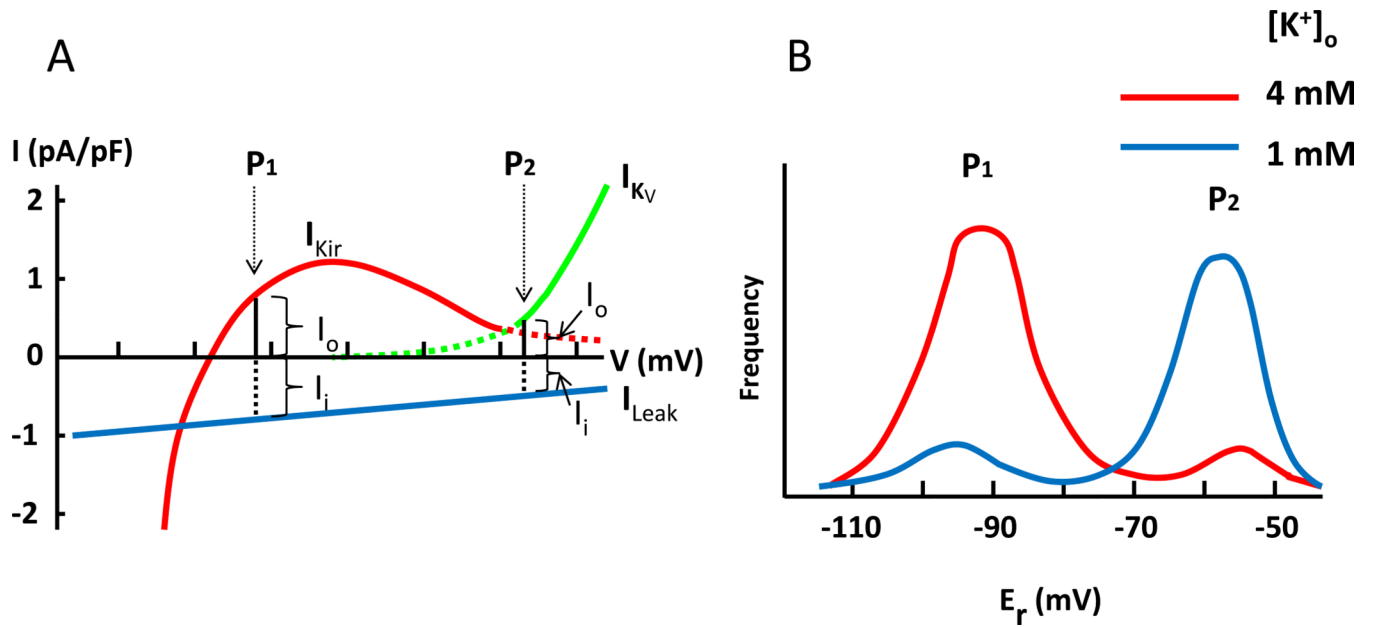 A
I (pA/pF)
2
1
0
-1
-2
P1
P2
IKir
IKV
Io
Ii
Io
Ii
V (mV)
ILeak
B
[K+]o
4 mM
1 mM
P1
P2
Frequency
-110
-90
-70
-50
Er (mV)